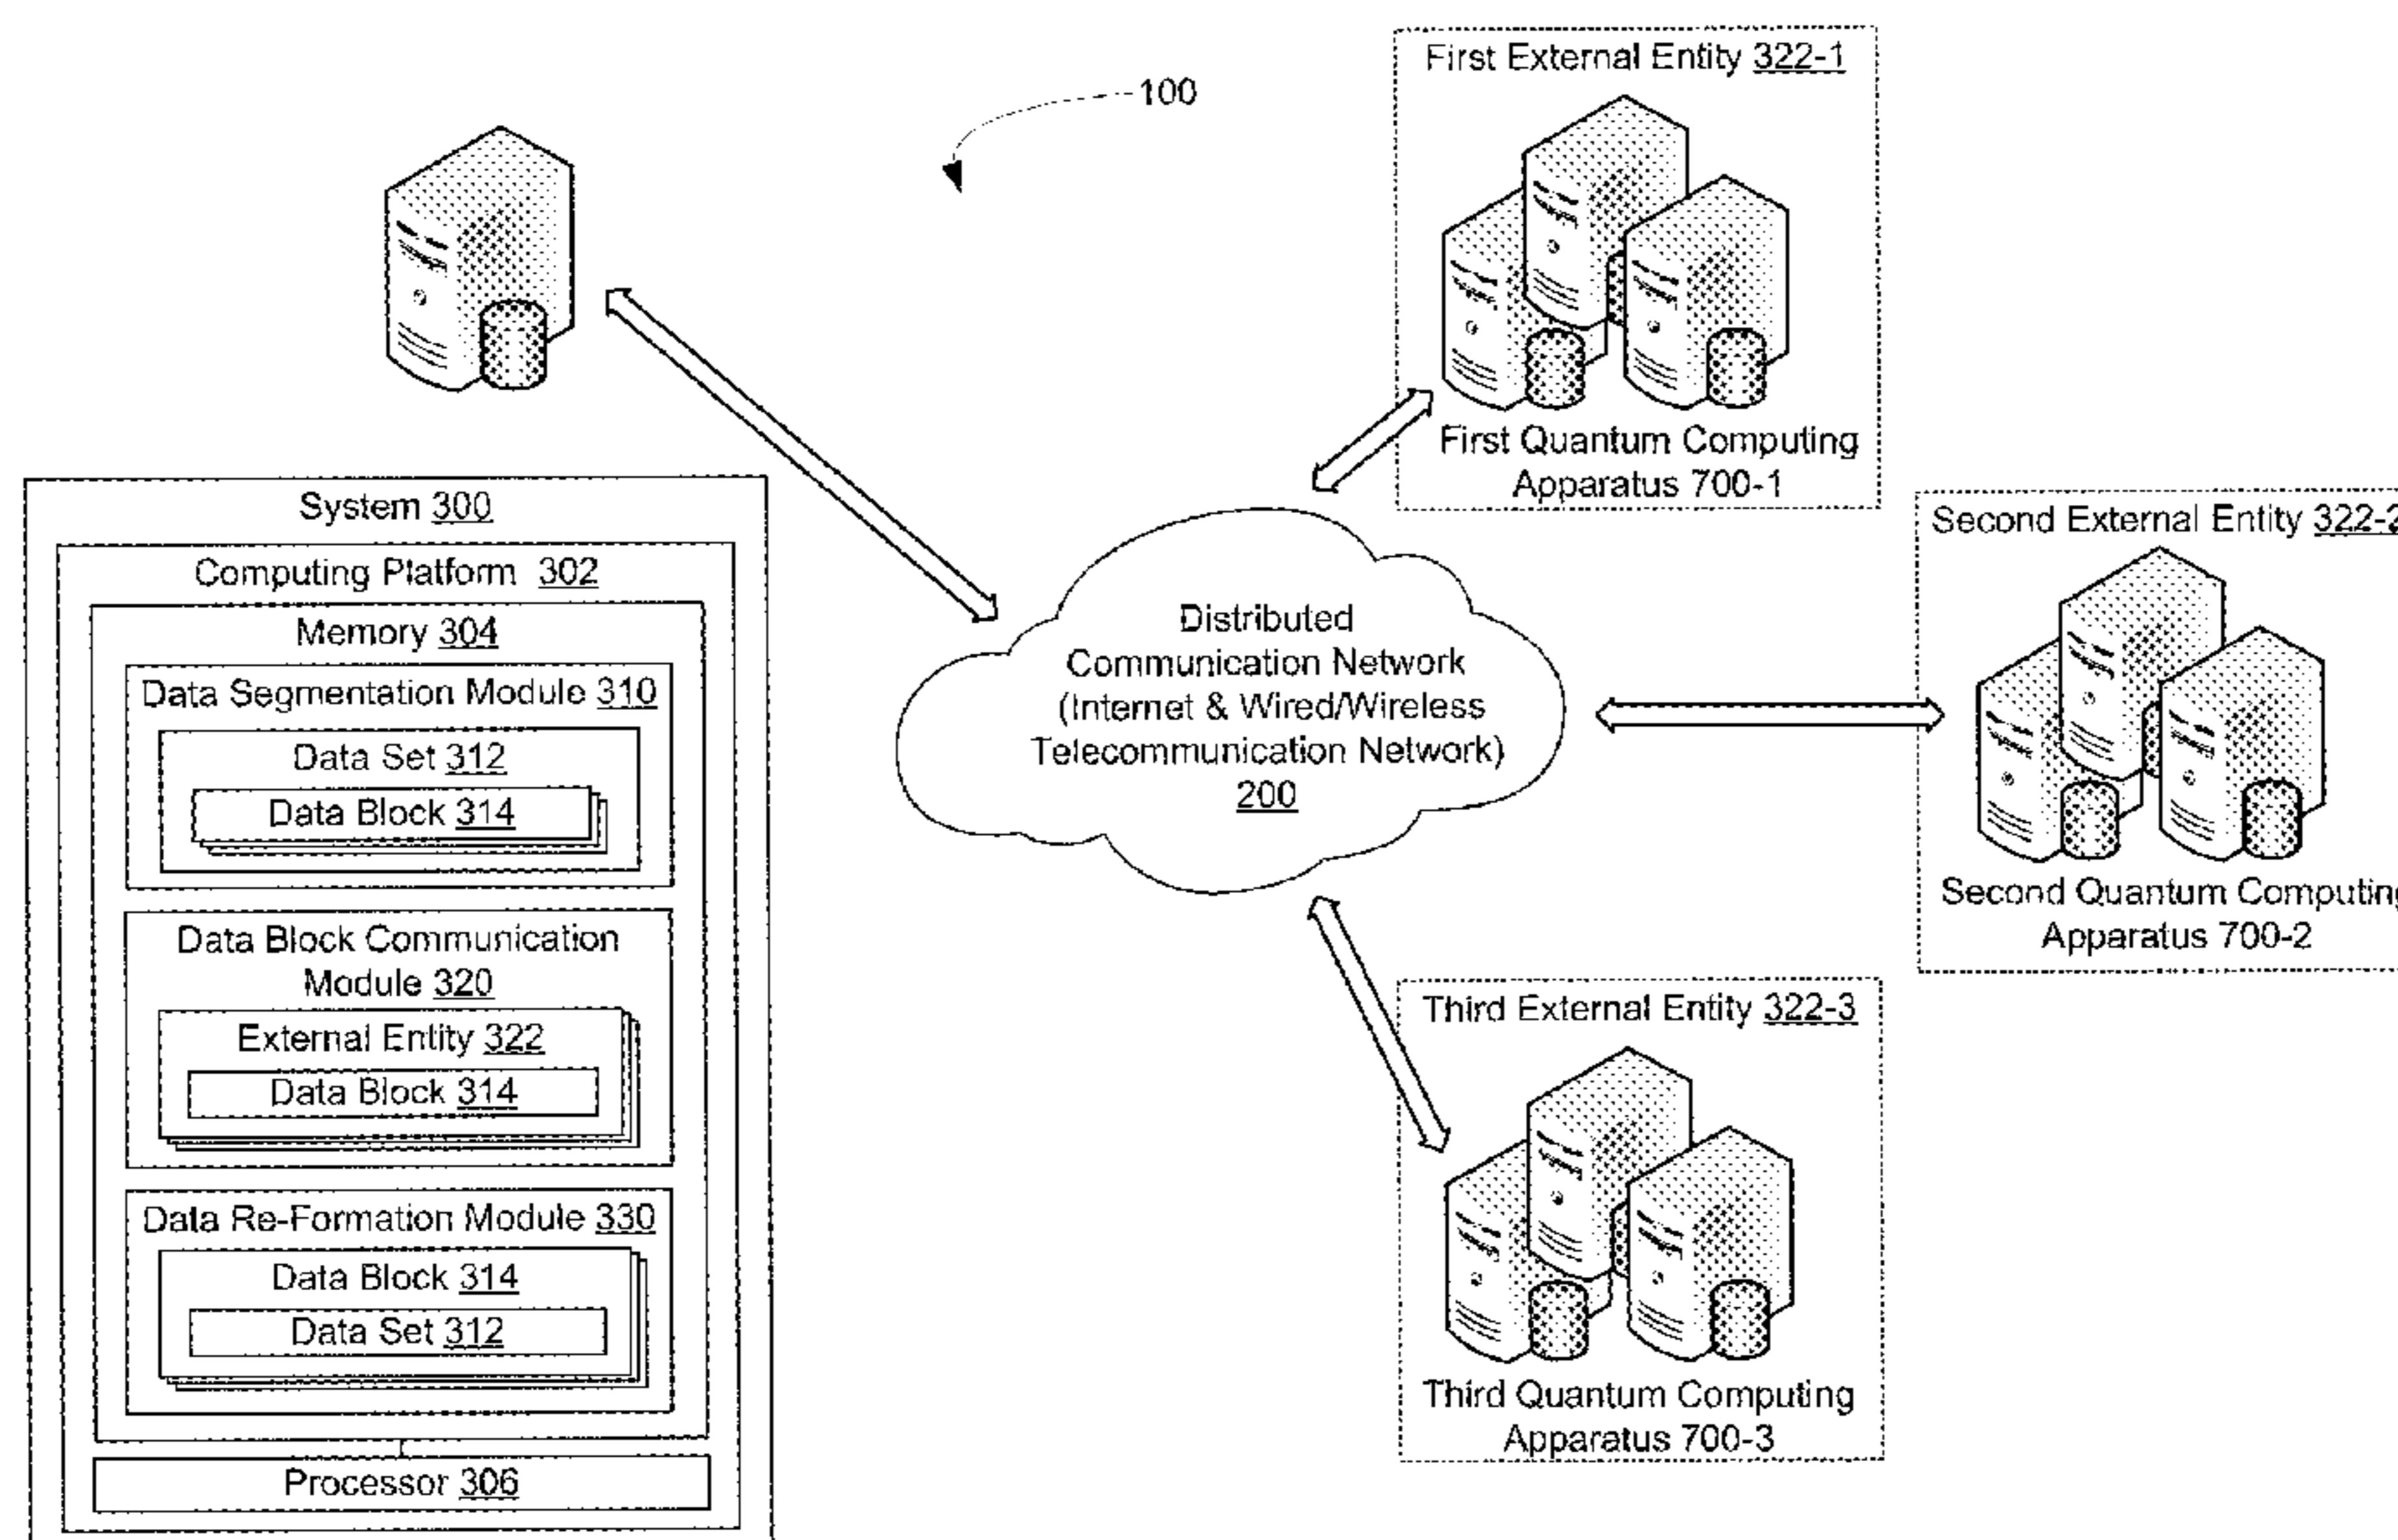 100
System 300
Computing Platform 302
Memory 304
Data Segmentation Module 310
Data Set 312
Data Block 314
Data Block Communication
Module 320
External Entity 322
Data Block 314
Data Re-Formation Module 330
Data Block 314
Data Set 312
Processor 306
Distributed
Communication Network
(Internet & Wired/Wireless
Telecommunication Network)
200
First External Entity 322-1
First Quantum Computing
Apparatus 700-1
Second External Entity 322-2
Second Quantum Computing
Apparatus 700-2
Third External Entity 322-3
Third Quantum Computing
Apparatus 700-3